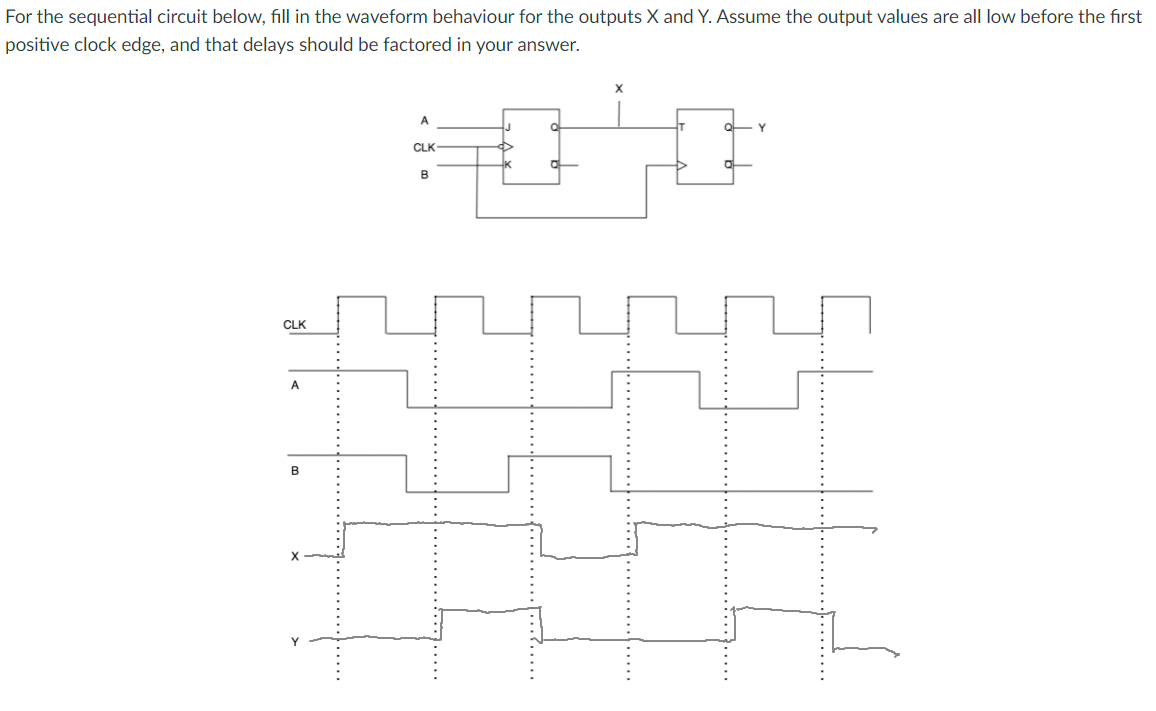 For the sequential circuit below, fill in the waveform behaviour for the outputs X and Y. Assume the output values are all low before the first
positive clock edge, and that delays should be factored in your answer.
X
A
J
Q
T
Q
Y
CLK
K
Q
Q
B
CLK
A
B
X
Y